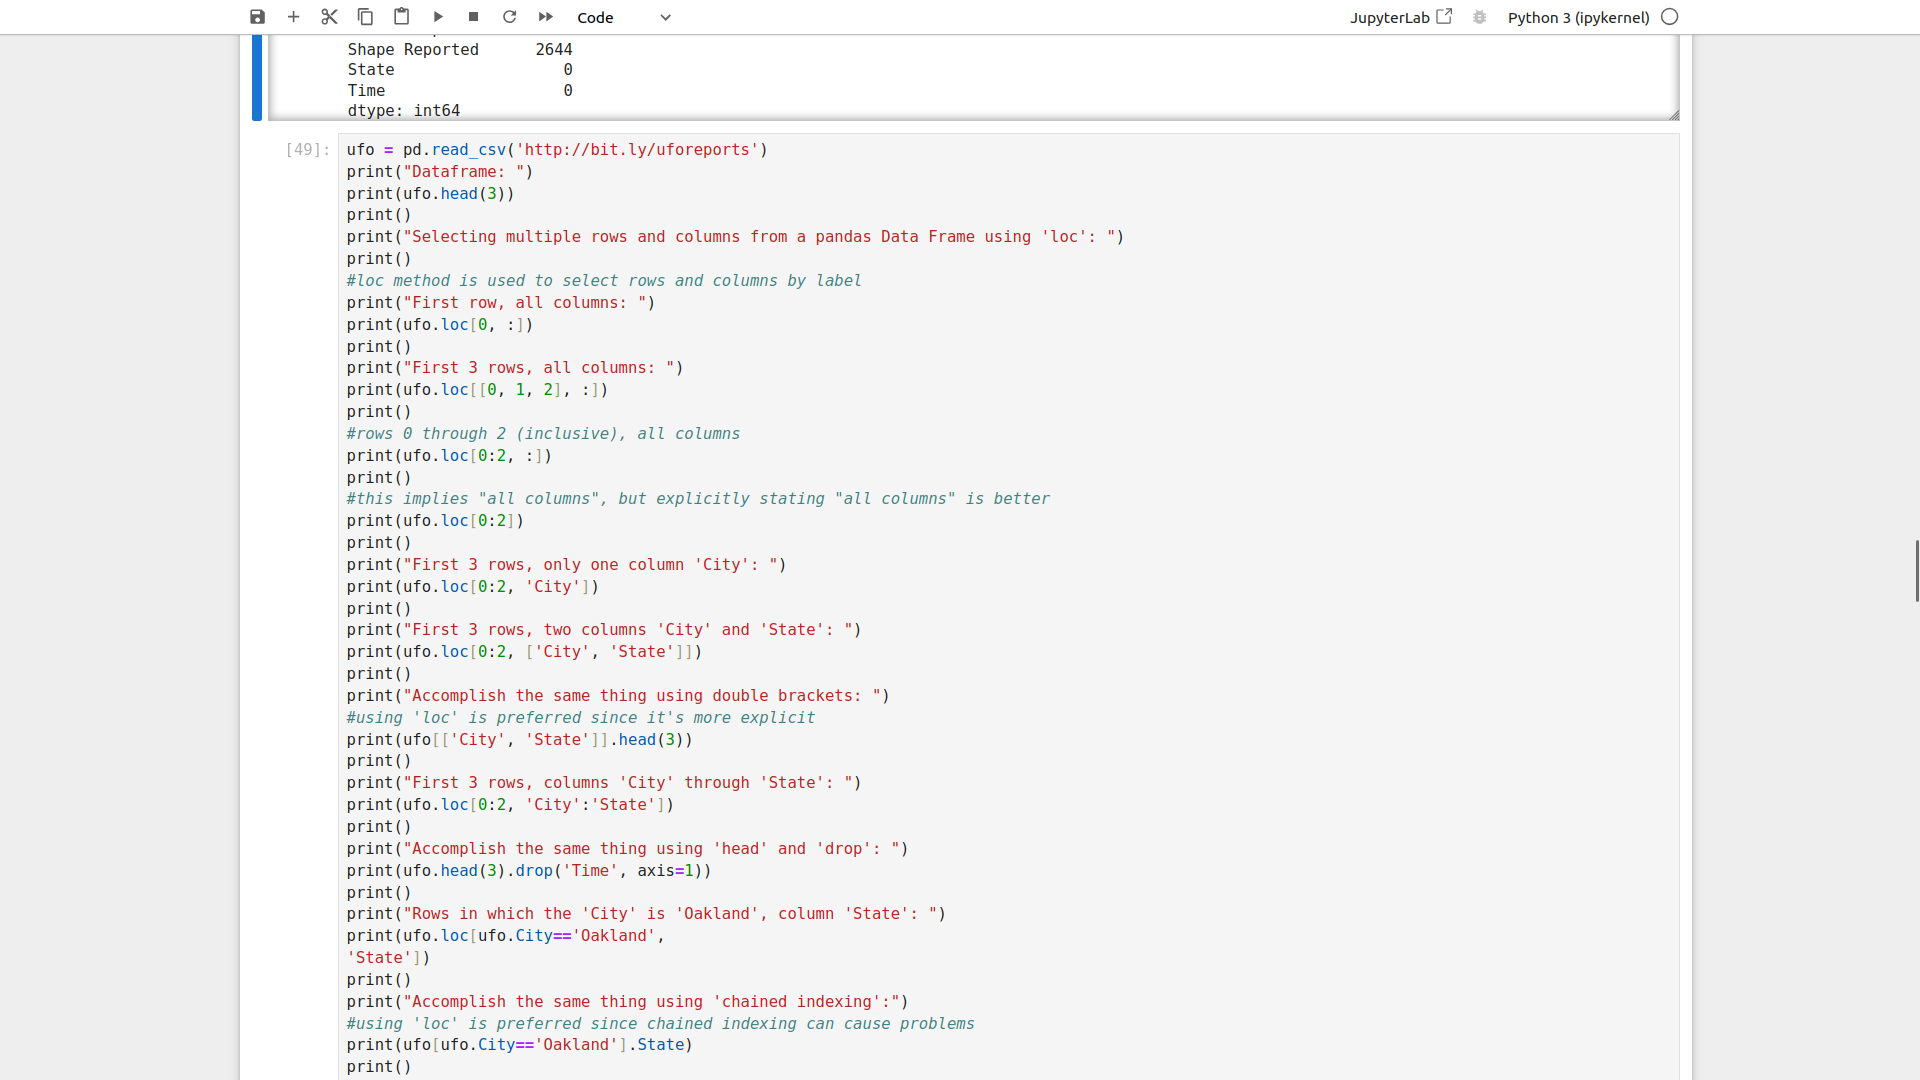 Code
JupyterLab
Python 3 (ipykernel)
Shape Reported      2644
State                  0
Time                   0
dtype: int64
[49]:
ufo = pd.read_csv('http://bit.ly/uforeports')
print("Dataframe: ")
print(ufo.head(3))
print()
print("Selecting multiple rows and columns from a pandas Data Frame using 'loc': ")
print()
#loc method is used to select rows and columns by label
print("First row, all columns: ")
print(ufo.loc[0, :])
print()
print("First 3 rows, all columns: ")
print(ufo.loc[[0, 1, 2], :])
print()
#rows 0 through 2 (inclusive), all columns
print(ufo.loc[0:2, :])
print()
#this implies "all columns", but explicitly stating "all columns" is better
print(ufo.loc[0:2])
print()
print("First 3 rows, only one column 'City': ")
print(ufo.loc[0:2, 'City'])
print()
print("First 3 rows, two columns 'City' and 'State': ")
print(ufo.loc[0:2, ['City', 'State']])
print()
print("Accomplish the same thing using double brackets: ")
#using 'loc' is preferred since it's more explicit
print(ufo[['City', 'State']].head(3))
print()
print("First 3 rows, columns 'City' through 'State': ")
print(ufo.loc[0:2, 'City':'State'])
print()
print("Accomplish the same thing using 'head' and 'drop': ")
print(ufo.head(3).drop('Time', axis=1))
print()
print("Rows in which the 'City' is 'Oakland', column 'State': ")
print(ufo.loc[ufo.City=='Oakland',
'State'])
print()
print("Accomplish the same thing using 'chained indexing':")
#using 'loc' is preferred since chained indexing can cause problems
print(ufo[ufo.City=='Oakland'].State)
print()